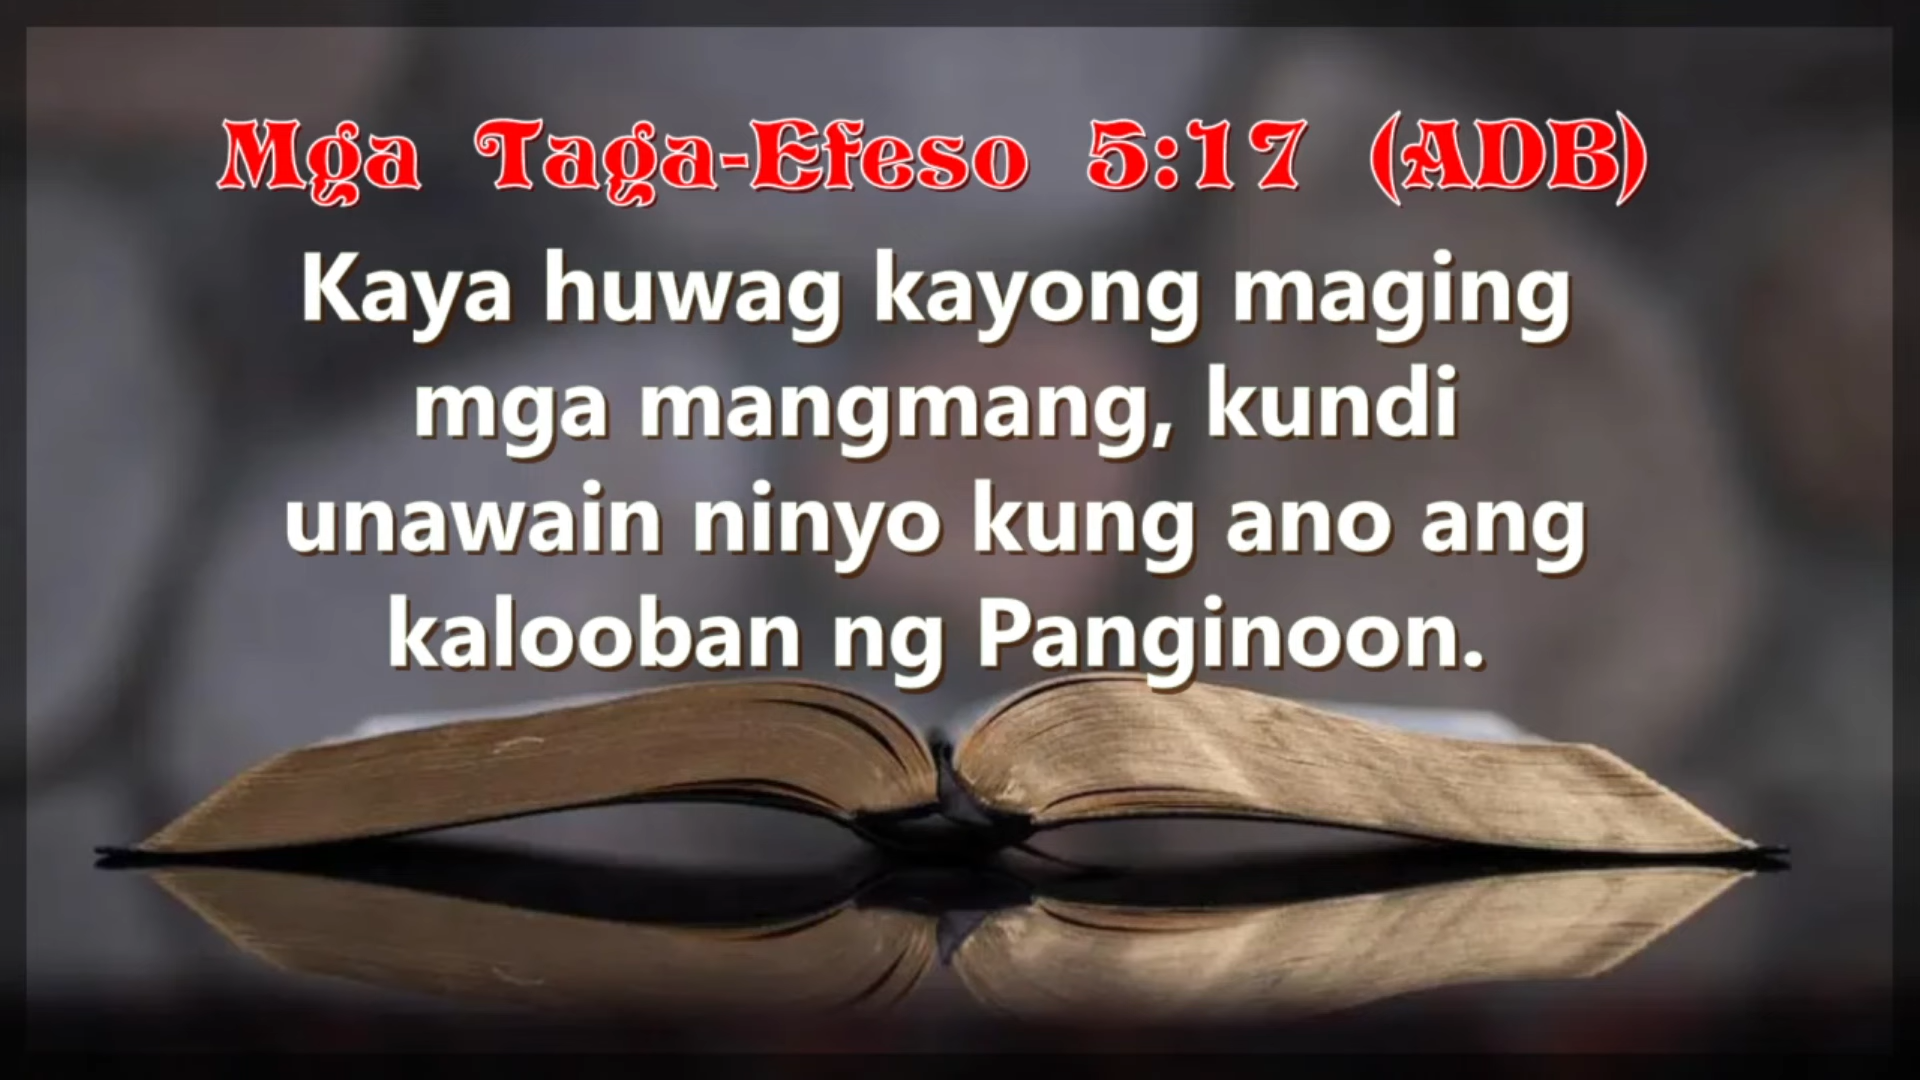 Mga Taga-Efeso 5:17 (ADB)
Kaya huwag kayong maging
mga mangmang, kundi
unawain ninyo kung ano ang
kalooban ng Panginoon.